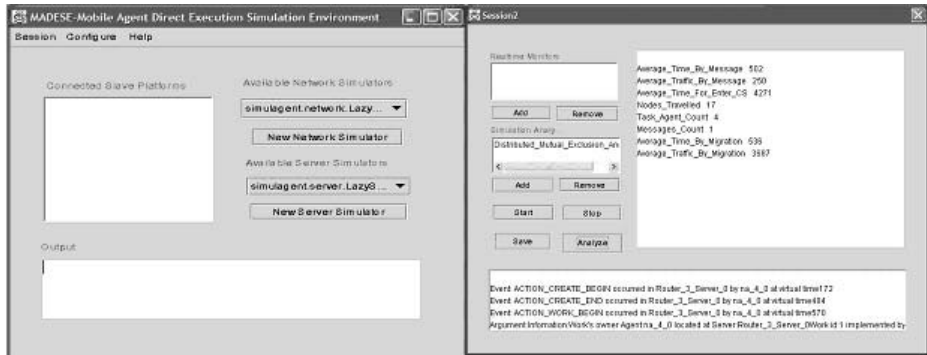 MADESE-Mobile Agent Direct Execution Simulation Environment
Session Configure Help
Connected Slave Platforms
Available Network Simulators
simulagent.network.Lazy...
New Network Simulator
Available Server Simulators
simulagent.server.LazyS...
New Server Simulator
Output
Session2
Realtime Monitors
Add Remove
Simulation Analy...
Distributed_Mutual_Exclusion_An
Add Remove
Start Stop
Save Analyze
Average_Time_By_Message 502
Average_Traffic_By_Message 250
Average_Time_For_Enter_CS 4271
Nodes_Travelled 17
Task_Agent_Count 4
Messages_Count 1
Average_Time_By_Migration 538
Average_Traffic_By_Migration
Event ACTION_CREATE_BEGIN occurred in Router_3_Server_0 by na_4_0 at virtual time172
Event ACTION_CREATE_END occurred in Router_3_Server_0 by na_4_0 at virtual time484
Event ACTION_WORK_BEGIN occurred in Router_3_Server_0 by na_4_0 at virtual time570
Argument:Infomation:Work's owner Agent:na_4_0 located at Server:Router_3_Server_0Work id:1 implemented by